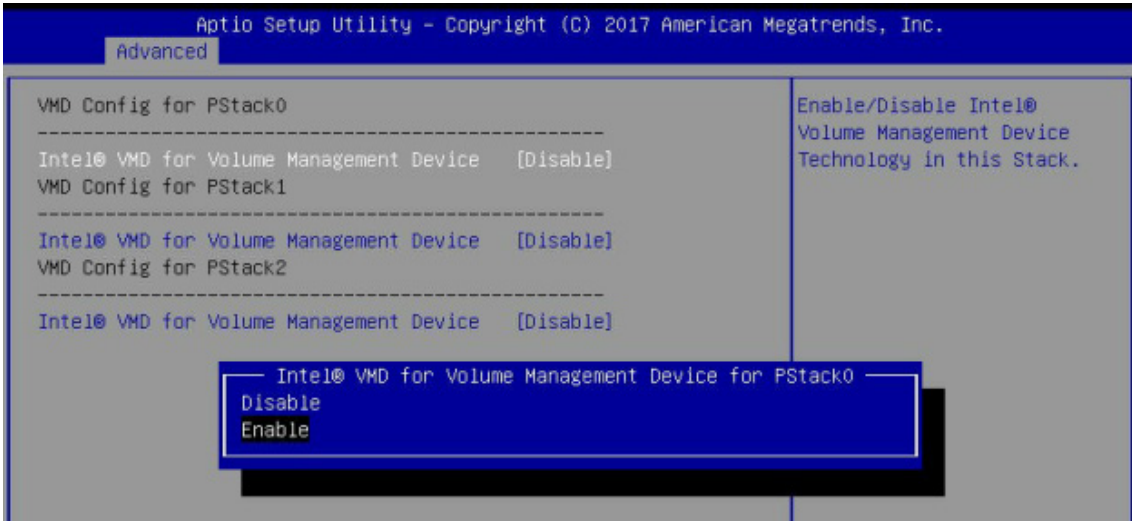 Aptio Setup Utility – Copyright (C) 2017 American Megatrends, Inc.
Advanced
VMD Config for PStack0
--------------------------------------------------
Intel® VMD for Volume Management Device [Disable]
VMD Config for PStack1
--------------------------------------------------
Intel® VMD for Volume Management Device [Disable]
VMD Config for PStack2
--------------------------------------------------
Intel® VMD for Volume Management Device [Disable]
Enable/Disable Intel®
Volume Management Device
Technology in this Stack.
Intel® VMD for Volume Management Device for PStack0
Disable
Enable